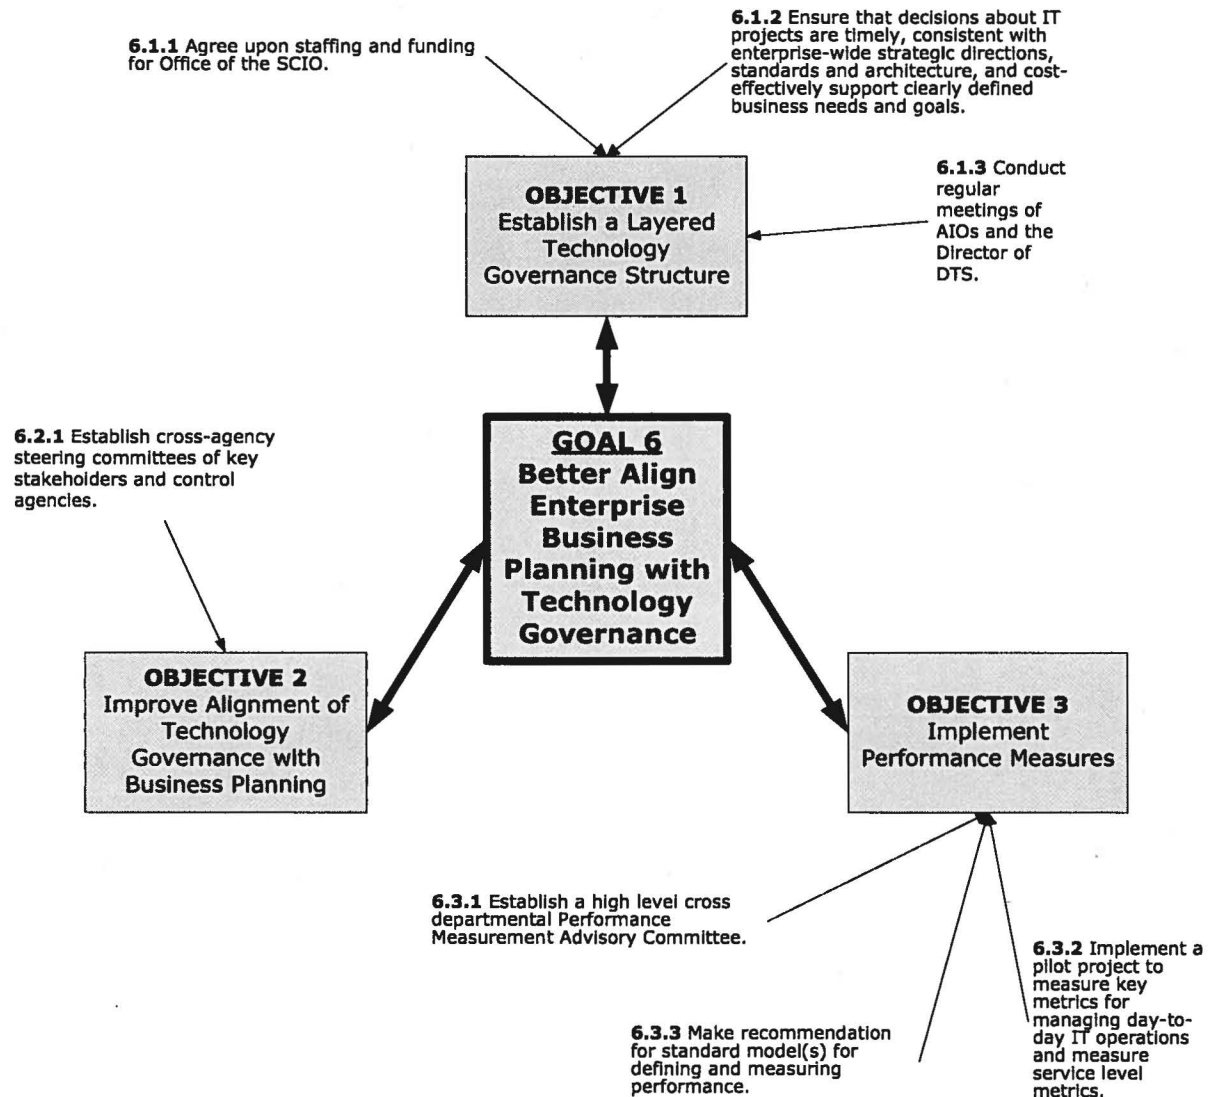 6.1.1 Agree upon staffing and funding
for Office of the SCIO.
6.1.2 Ensure that decisions about IT
projects are timely, consistent with
enterprise-wide strategic directions,
standards and architecture, and cost-
effectively support clearly defined
business needs and goals.
OBJECTIVE 1
Establish a Layered
Technology
Governance Structure
6.1.3 Conduct
regular
meetings of
AIOs and the
Director of
DTS.
GOAL 6
Better Align
Enterprise
Business
Planning with
Technology
Governance
6.2.1 Establish cross-agency
steering committees of key
stakeholders and control
agencies.
OBJECTIVE 2
Improve Alignment of
Technology
Governance with
Business Planning
OBJECTIVE 3
Implement
Performance Measures
6.3.1 Establish a high level cross
departmental Performance
Measurement Advisory Committee.
6.3.2 Implement a
pilot project to
measure key
metrics for
managing day-to-
day IT operations
and measure
service level
metrics.
6.3.3 Make recommendation
for standard model(s) for
defining and measuring
performance.